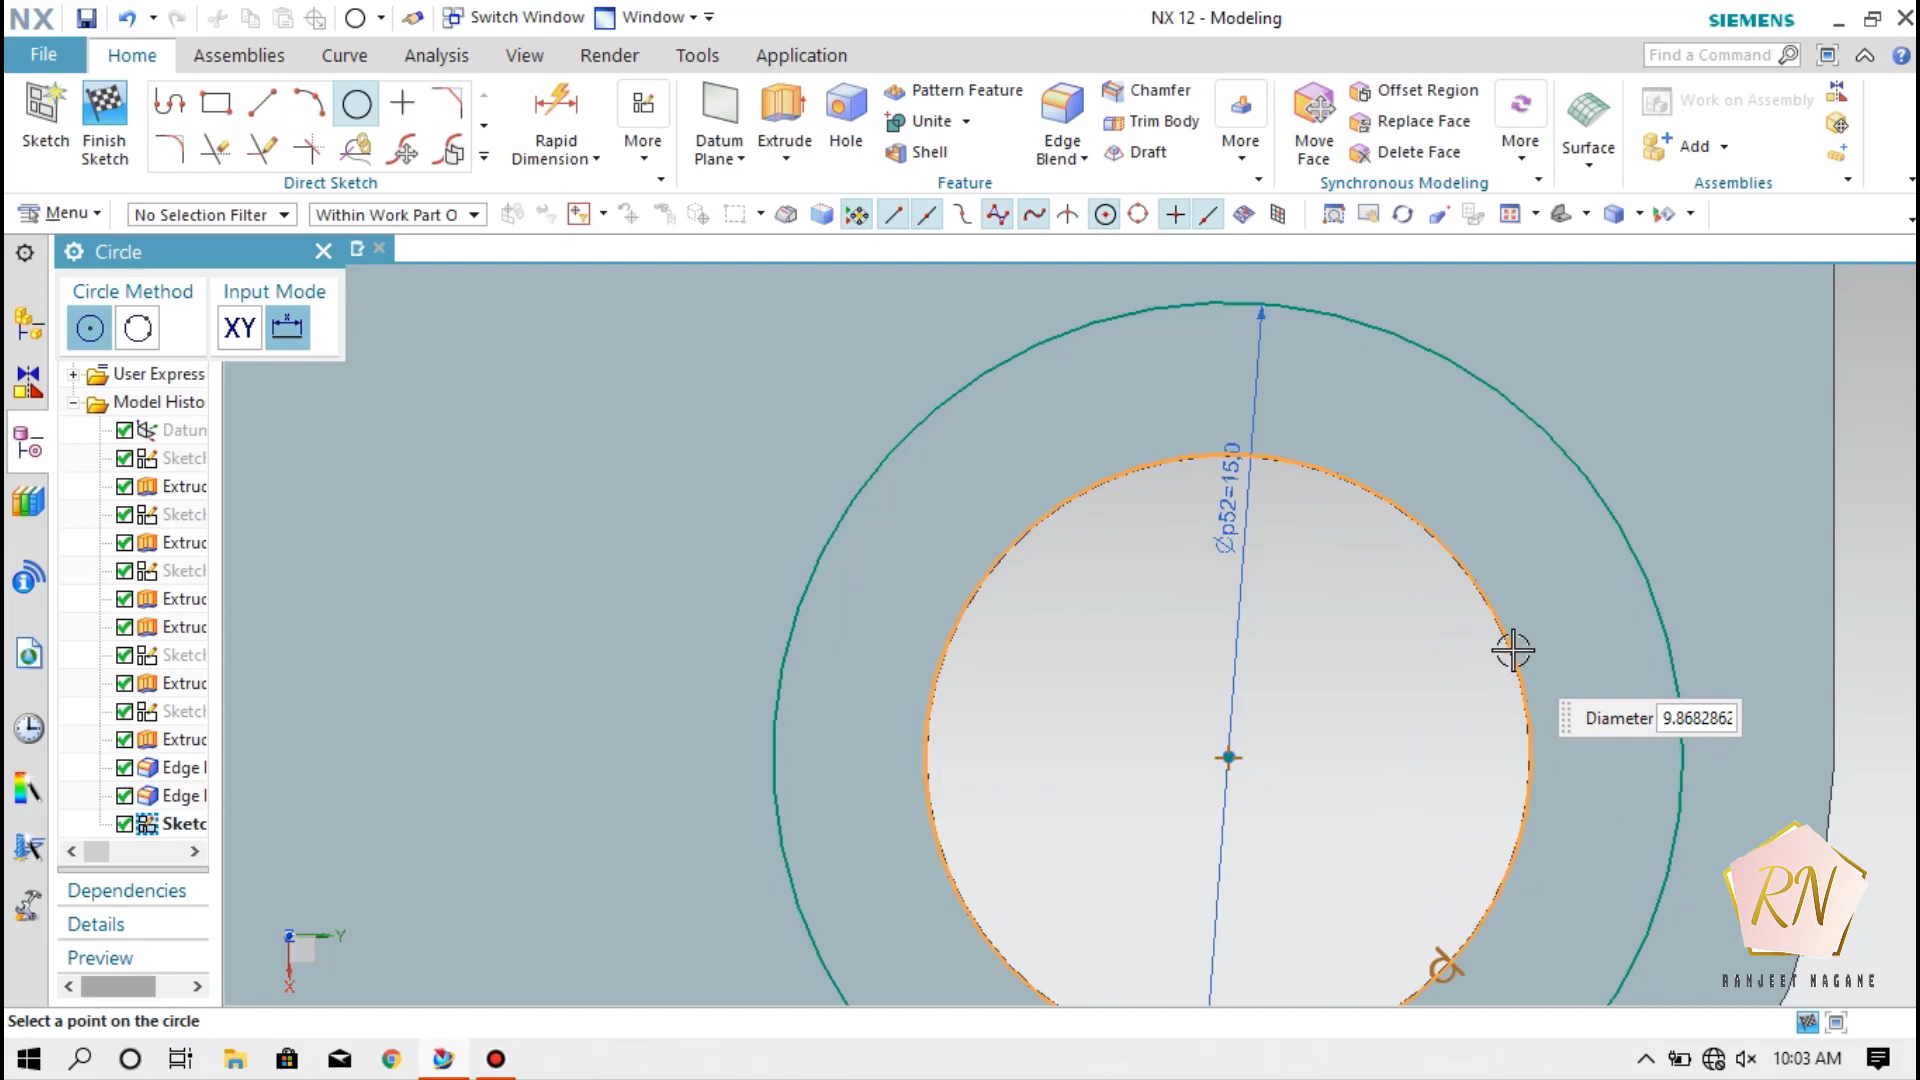 NX
Switch Window
Window
NX 12 - Modeling
SIEMENS
File
Home
Assemblies
Curve
Analysis
View
Render
Tools
Application
Find a Command
Sketch
Finish Sketch
Direct Sketch
Rapid Dimension
More
Datum Plane
Extrude
Hole
Pattern Feature
Unite
Shell
Edge Blend
Chamfer
Trim Body
Draft
More
Feature
Move Face
Offset Region
Replace Face
Delete Face
More
Synchronous Modeling
Surface
Work on Assembly
Add
Assemblies
Menu
No Selection Filter
Within Work Part O
Circle
Circle Method
Input Mode
XY
User Express
Model Histo
Datun
Sketch
Extruc
Sketch
Extruc
Sketch
Extruc
Extruc
Sketch
Extruc
Sketch
Extruc
Edge I
Edge I
Sketc
Dependencies
Details
Preview
Øp52=15,0
Diameter 9.8682862
Y
X
RN
RANJEET NAGANE
Select a point on the circle
10:03 AM